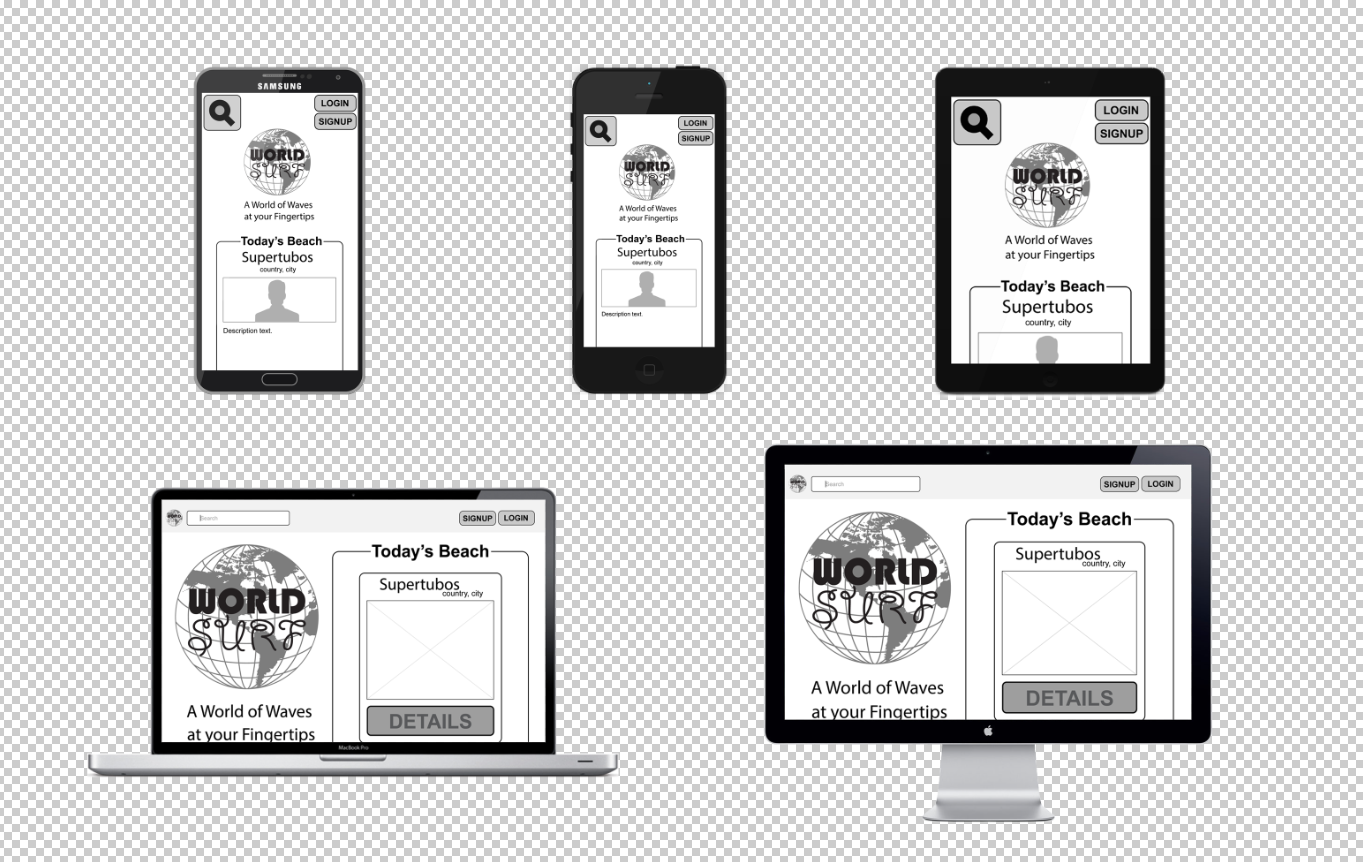 SAMSUNG
LOGIN
SIGNUP
WORLD
SURF
A World of Waves
at your Fingertips
Today's Beach
Supertubos
country, city
Description text.
LOGIN
SIGNUP
WORLD
SURF
A World of Waves
at your Fingertips
Today's Beach
Supertubos
country, city
Description text.
LOGIN
SIGNUP
WORLD
SURF
A World of Waves
at your Fingertips
Today's Beach
Supertubos
country, city
Search
SIGNUP LOGIN
WORLD
SURF
A World of Waves
at your Fingertips
Today's Beach
Supertubos
country, city
DETAILS
MacBook Pro
Search
SIGNUP LOGIN
WORLD
SURF
A World of Waves
at your Fingertips
Today's Beach
Supertubos
country, city
DETAILS